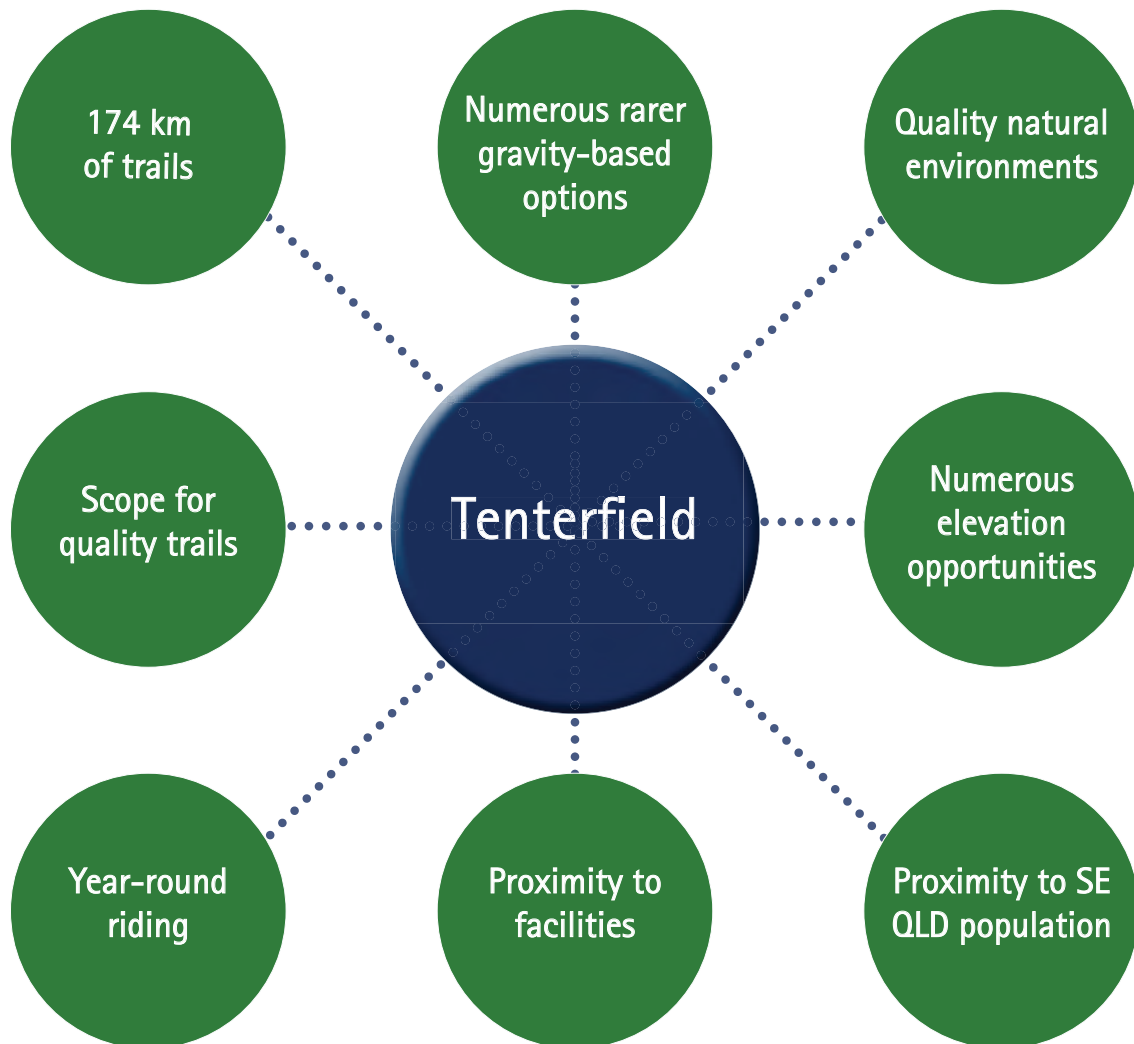 174 km
of trails
Numerous rarer
gravity-based
options
Quality natural
environments
Scope for
quality trails
Tenterfield
Numerous
elevation
opportunities
Year-round
riding
Proximity to
facilities
Proximity to SE
QLD population